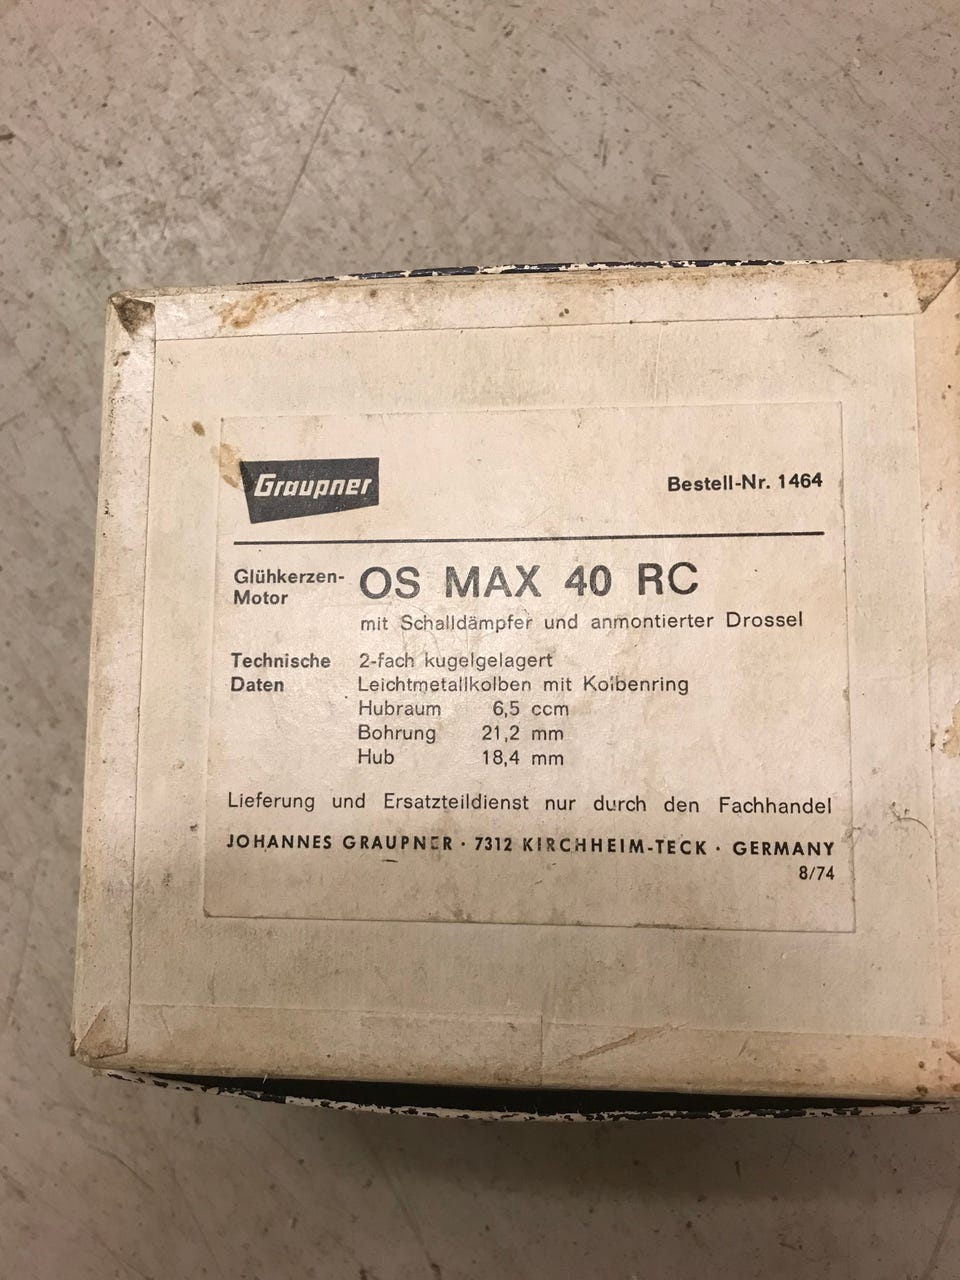 Graupner
Bestell-Nr. 1464
Glühkerzen-
Motor
OS MAX 40 RC
mit Schalldämpfer und anmontierter Drossel
Technische
Daten
2-fach kugelgelagert
Leichtmetallkolben mit Kolbenring
Hubraum 6,5 ccm
Bohrung 21,2 mm
Hub 18,4 mm
Lieferung und Ersatzteildienst nur durch den Fachhandel
JOHANNES GRAUPNER · 7312 KIRCHHEIM-TECK · GERMANY
8/74